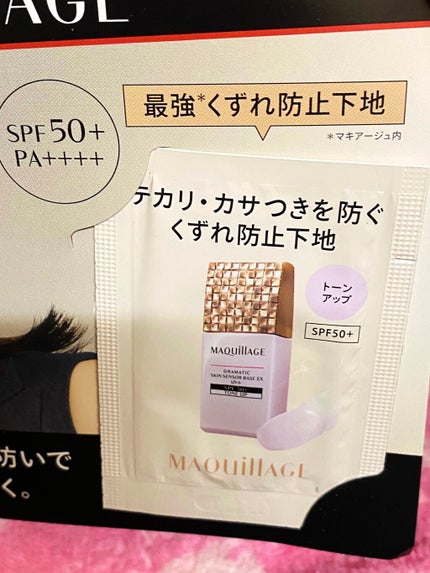 AGE
SPF50+
PA++++
最強*くずれ防止下地
*マキアージュ内
テカリ・カサつきを防ぐ
くずれ防止下地
トーン
アップ
SPF50+
MAQuillAGE
DRAMATIC
SKIN SENSOR BASE EX
UV+
TONE UP
MAQuillAGE
防いで
く。